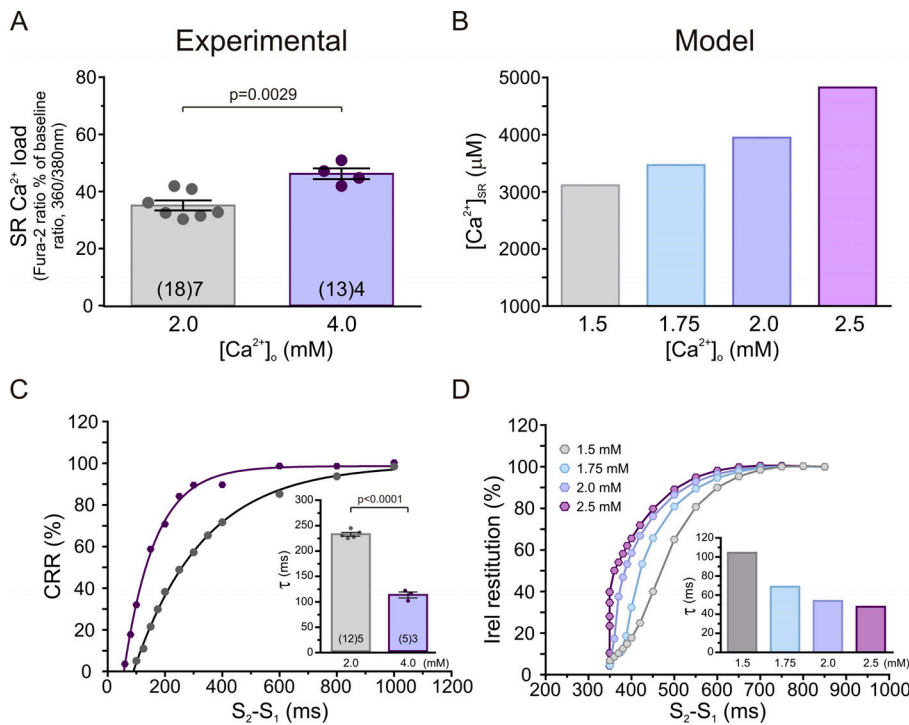 A
Experimental
B
Model
SR Ca²⁺ load
(Fura-2 ratio % of baseline
ratio, 360/380nm)
80
60
40
20
0
p=0.0029
(18)7
(13)4
2.0
4.0
[Ca²⁺]ₒ (mM)
[Ca²⁺]SR (μM)
5000
4000
3000
2000
1000
1.5
1.75
2.0
2.5
[Ca²⁺]ₒ (mM)
C
CRR (%)
120
100
80
60
40
20
0
0
200
400
600
800
1000
1200
S₂-S₁ (ms)
p<0.0001
τ (ms)
300
250
200
150
100
50
0
(12)5
(5)3
2.0
4.0
(mM)
D
Irel restitution (%)
120
100
80
60
40
20
0
1.5 mM
1.75 mM
2.0 mM
2.5 mM
200
300
400
500
600
700
800
900
1000
S₂-S₁ (ms)
τ (ms)
120
100
80
60
40
20
0
1.5
1.75
2.0
2.5 (mM)